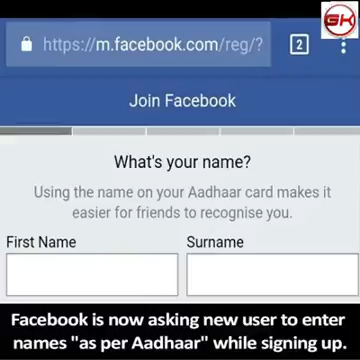 GK
https://m.facebook.com/reg/?
2
Join Facebook
What's your name?
Using the name on your Aadhaar card makes it
easier for friends to recognise you.
First Name Surname
Facebook is now asking new user to enter
names "as per Aadhaar" while signing up.